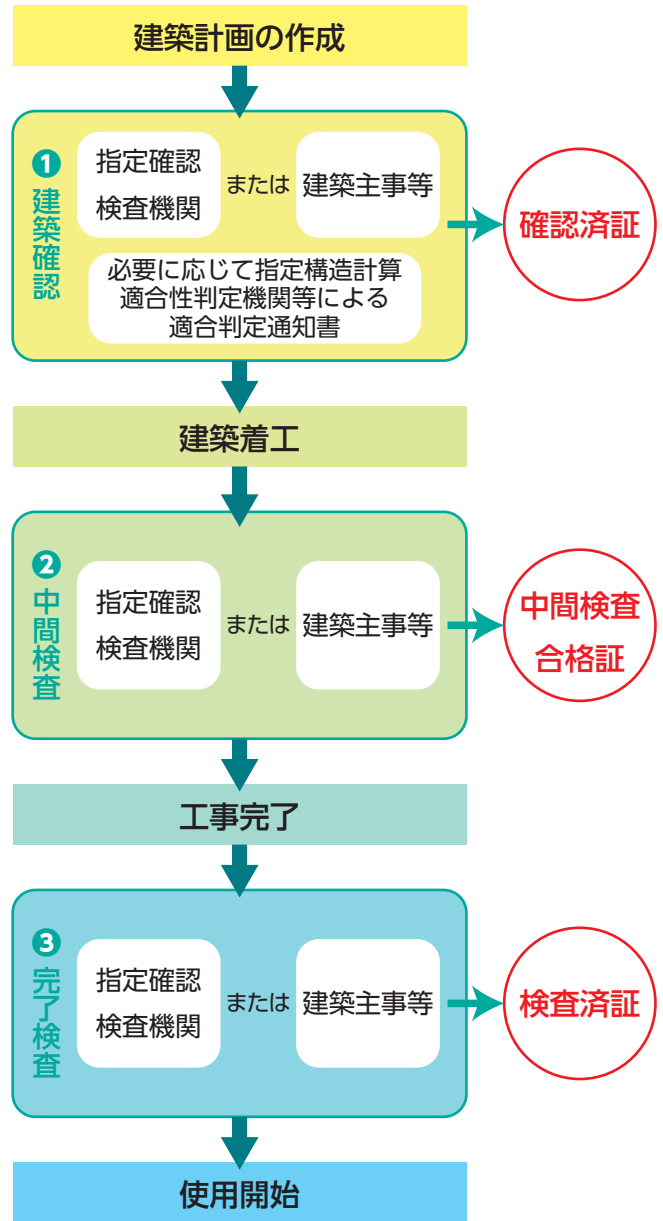 建築計画の作成
❶建築確認
指定確認
検査機関
または
建築主事等
必要に応じて指定構造計算
適合性判定機関等による
適合判定通知書
確認済証
建築着工
❷中間検査
指定確認
検査機関
または
建築主事等
中間検査
合格証
工事完了
❸完了検査
指定確認
検査機関
または
建築主事等
検査済証
使用開始